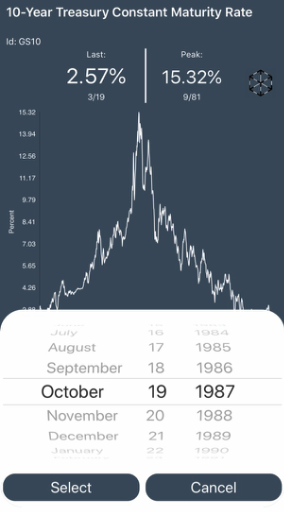 10-Year Treasury Constant Maturity Rate
Id: GS10
Last:
Peak:
2.57%
15.32%
3/19
9/81
15.32
13.94
12.56
11.17
9.79
8.41
7.03
5.65
4.26
Percent
July 16 1984
August 17 1985
September 18 1986
October 19 1987
November 20 1988
December 21 1989
January 22 1990
Select
Cancel